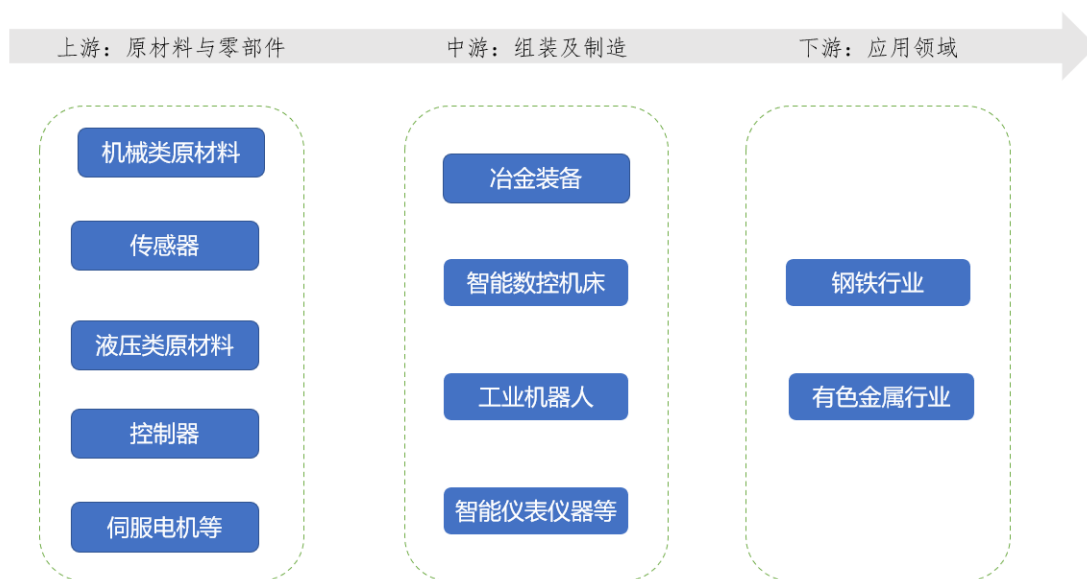 上游：原材料与零部件
中游：组装及制造
下游：应用领域
机械类原材料
传感器
液压类原材料
控制器
伺服电机等
冶金装备
智能数控机床
工业机器人
智能仪表仪器等
钢铁行业
有色金属行业